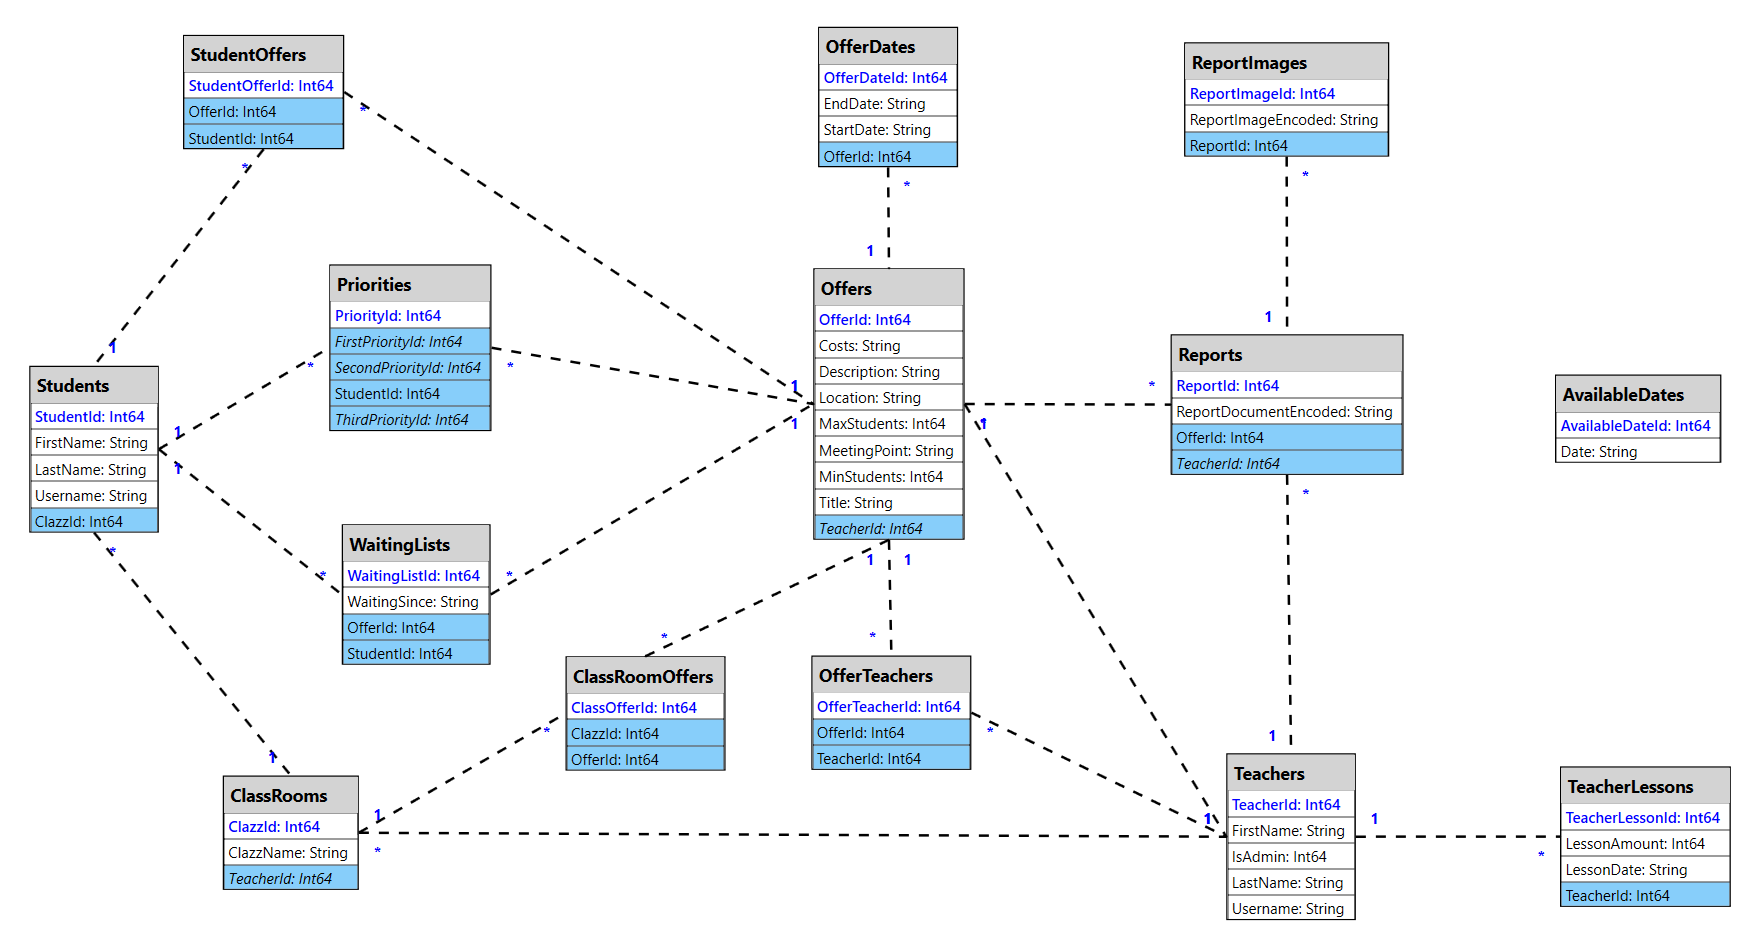 StudentOffers
StudentOfferId: Int64
OfferId: Int64
StudentId: Int64
*
*
OfferDates
OfferDateId: Int64
EndDate: String
StartDate: String
OfferId: Int64
*
1
ReportImages
ReportImageId: Int64
ReportImageEncoded: String
ReportId: Int64
*
1
Priorities
PriorityId: Int64
FirstPriorityId: Int64
SecondPriorityId: Int64
StudentId: Int64
ThirdPriorityId: Int64
*
*
Offers
OfferId: Int64
Costs: String
Description: String
Location: String
MaxStudents: Int64
MeetingPoint: String
MinStudents: Int64
Title: String
TeacherId: Int64
1
1
1
1
1
Reports
ReportId: Int64
ReportDocumentEncoded: String
OfferId: Int64
TeacherId: Int64
*
*
AvailableDates
AvailableDateId: Int64
Date: String
1
Students
StudentId: Int64
FirstName: String
LastName: String
Username: String
ClazzId: Int64
1
1
*
WaitingLists
WaitingListId: Int64
WaitingSince: String
OfferId: Int64
StudentId: Int64
*
*
ClassRoomOffers
ClassOfferId: Int64
ClazzId: Int64
OfferId: Int64
*
*
OfferTeachers
OfferTeacherId: Int64
OfferId: Int64
TeacherId: Int64
*
*
ClassRooms
ClazzId: Int64
ClazzName: String
TeacherId: Int64
1
1
*
Teachers
TeacherId: Int64
FirstName: String
IsAdmin: Int64
LastName: String
Username: String
1
1
1
TeacherLessons
TeacherLessonId: Int64
LessonAmount: Int64
LessonDate: String
TeacherId: Int64
*